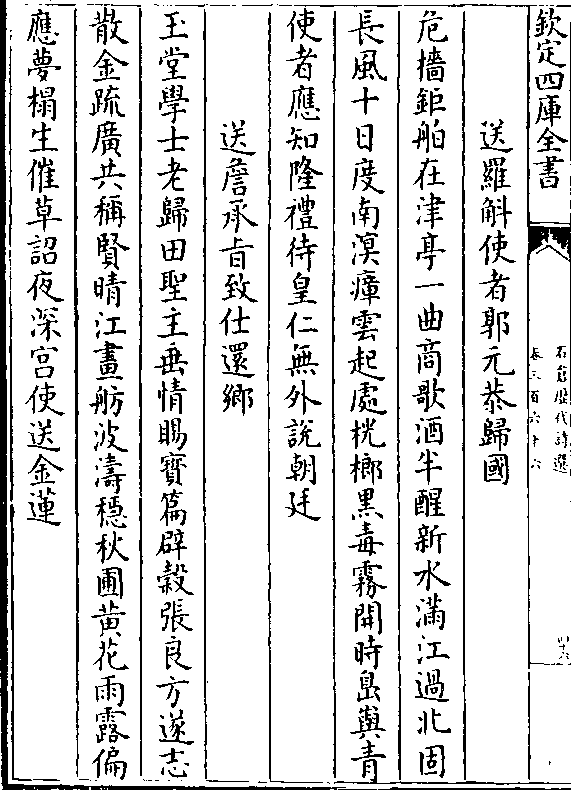 欽定四庫全書
石倉歷代詩選
卷三百六十六
送羅斛使者郭元恭歸國
危檣鉅舶在津亭一曲商歌酒半醒新水滿江過北固
長風十日度南溟瘴雲起處桄榔黑毒霧開時島嶼青
使者應知隆禮待皇仁無外說朝廷
送詹承旨致仕還鄉
玉堂學士老歸田聖主垂情賜寶篇辟穀張良方遂志
散金疏廣共稱賢晴江畫舫波濤穩秋圃黃花雨露偏
應夢榻生催草詔夜深宮使送金蓮